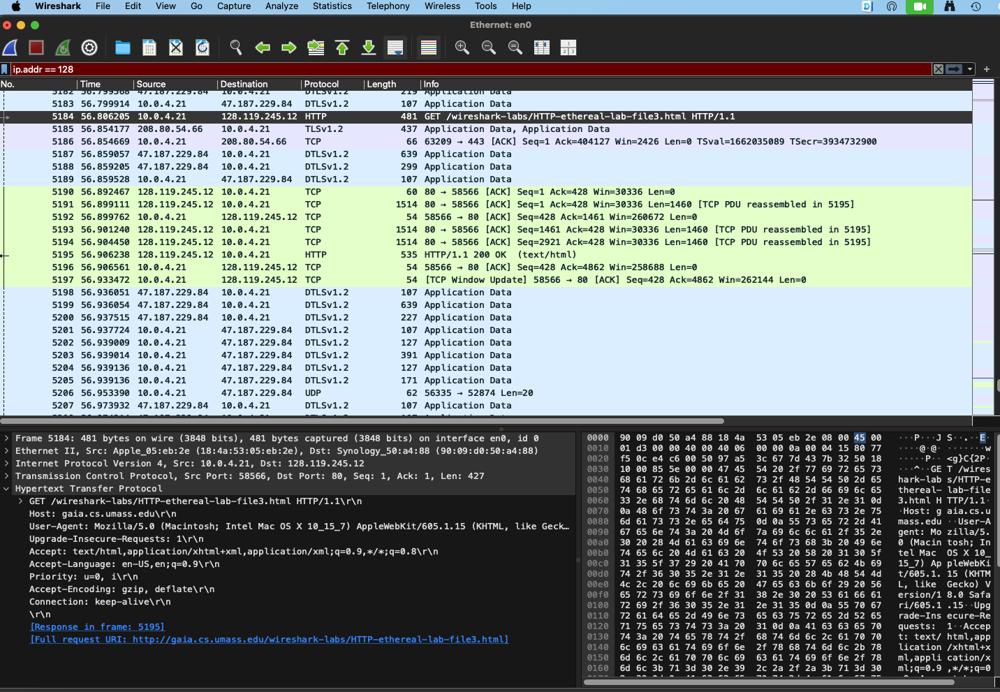 Wireshark File Edit View Go Capture Analyze Statistics Telephony Wireless Tools Help
Ethernet: en0
ip.addr == 128
No. Time Source Destination Protocol Length Info
5182 56.799568 47.187.229.84 10.0.4.21 DTLSv1.2 219 Application Data
5183 56.799914 10.0.4.21 47.187.229.84 DTLSv1.2 107 Application Data
5184 56.806205 10.0.4.21 128.119.245.12 HTTP 481 GET /wireshark-labs/HTTP-ethereal-lab-file3.html HTTP/1.1
5185 56.854177 208.80.54.66 10.0.4.21 TLSv1.2 437 Application Data, Application Data
5186 56.854669 10.0.4.21 208.80.54.66 TCP 66 63209 → 443 [ACK] Seq=1 Ack=404127 Win=2426 Len=0 TSval=1662035089 TSecr=3934732900
5187 56.859057 47.187.229.84 10.0.4.21 DTLSv1.2 639 Application Data
5188 56.859205 47.187.229.84 10.0.4.21 DTLSv1.2 299 Application Data
5189 56.859528 10.0.4.21 47.187.229.84 DTLSv1.2 107 Application Data
5190 56.892467 128.119.245.12 10.0.4.21 TCP 60 80 → 58566 [ACK] Seq=1 Ack=428 Win=30336 Len=0
5191 56.899111 128.119.245.12 10.0.4.21 TCP 1514 80 → 58566 [ACK] Seq=1 Ack=428 Win=30336 Len=1460 [TCP PDU reassembled in 5195]
5192 56.899762 10.0.4.21 128.119.245.12 TCP 54 58566 → 80 [ACK] Seq=428 Ack=1461 Win=260672 Len=0
5193 56.901240 128.119.245.12 10.0.4.21 TCP 1514 80 → 58566 [ACK] Seq=1461 Ack=428 Win=30336 Len=1460 [TCP PDU reassembled in 5195]
5194 56.904450 128.119.245.12 10.0.4.21 TCP 1514 80 → 58566 [ACK] Seq=2921 Ack=428 Win=30336 Len=1460 [TCP PDU reassembled in 5195]
5195 56.906238 128.119.245.12 10.0.4.21 HTTP 535 HTTP/1.1 200 OK (text/html)
5196 56.906561 10.0.4.21 128.119.245.12 TCP 54 58566 → 80 [ACK] Seq=428 Ack=4862 Win=258688 Len=0
5197 56.933472 10.0.4.21 128.119.245.12 TCP 54 [TCP Window Update] 58566 → 80 [ACK] Seq=428 Ack=4862 Win=262144 Len=0
5198 56.936051 47.187.229.84 10.0.4.21 DTLSv1.2 107 Application Data
5199 56.936054 47.187.229.84 10.0.4.21 DTLSv1.2 639 Application Data
5200 56.937515 47.187.229.84 10.0.4.21 DTLSv1.2 227 Application Data
5201 56.937724 10.0.4.21 47.187.229.84 DTLSv1.2 107 Application Data
5202 56.939009 10.0.4.21 47.187.229.84 DTLSv1.2 127 Application Data
5203 56.939014 10.0.4.21 47.187.229.84 DTLSv1.2 391 Application Data
5204 56.939136 10.0.4.21 47.187.229.84 DTLSv1.2 127 Application Data
5205 56.939136 10.0.4.21 47.187.229.84 DTLSv1.2 171 Application Data
5206 56.953390 10.0.4.21 47.187.229.84 UDP 62 56335 → 52874 Len=20
5207 56.973932 47.187.229.84 10.0.4.21 DTLSv1.2 107 Application Data
Frame 5184: 481 bytes on wire (3848 bits), 481 bytes captured (3848 bits) on interface en0, id 0
Ethernet II, Src: Apple_05:eb:2e (18:4a:53:05:eb:2e), Dst: Synology_50:a4:88 (90:09:d0:50:a4:88)
Internet Protocol Version 4, Src: 10.0.4.21, Dst: 128.119.245.12
Transmission Control Protocol, Src Port: 58566, Dst Port: 80, Seq: 1, Ack: 1, Len: 427
Hypertext Transfer Protocol
GET /wireshark-labs/HTTP-ethereal-lab-file3.html HTTP/1.1\r\n
Host: gaia.cs.umass.edu\r\n
User-Agent: Mozilla/5.0 (Macintosh; Intel Mac OS X 10_15_7) AppleWebKit/605.1.15 (KHTML, like Geck…
Upgrade-Insecure-Requests: 1\r\n
Accept: text/html,application/xhtml+xml,application/xml;q=0.9,*/*;q=0.8\r\n
Accept-Language: en-US,en;q=0.9\r\n
Priority: u=0, i\r\n
Accept-Encoding: gzip, deflate\r\n
Connection: keep-alive\r\n
\r\n
[Response in frame: 5195]
[Full request URI: http://gaia.cs.umass.edu/wireshark-labs/HTTP-ethereal-lab-file3.html]
0000 90 09 d0 50 a4 88 18 4a 53 05 eb 2e 08 00 45 00 ···P···J S··.··E·
0010 01 d3 00 00 40 00 40 06 00 00 0a 00 04 15 80 77 ····@·@· ·······w
0020 f5 0c e4 c6 00 50 97 a5 3c 67 7d 43 7b 32 50 18 ·····P·· <g}C{2P·
0030 10 00 85 5e 00 00 47 45 54 20 2f 77 69 72 65 73 ···^··GE T /wires
0040 68 61 72 6b 2d 6c 61 62 73 2f 48 54 54 50 2d 65 hark-lab s/HTTP-e
0050 74 68 65 72 65 61 6c 2d 6c 61 62 2d 66 69 6c 65 thereal- lab-file
0060 33 2e 68 74 6d 6c 20 48 54 54 50 2f 31 2e 31 0d 3.html H TTP/1.1·
0070 0a 48 6f 73 74 3a 20 67 61 69 61 2e 63 73 2e 75 ·Host: g aia.cs.u
0080 6d 61 73 73 2e 65 64 75 0d 0a 55 73 65 72 2d 41 mass.edu ··User-A
0090 67 65 6e 74 3a 20 4d 6f 7a 69 6c 6c 61 2f 35 2e gent: Mo zilla/5.
00a0 30 20 28 4d 61 63 69 6e 74 6f 73 68 3b 20 49 6e 0 (Macin tosh; In
00b0 74 65 6c 20 4d 61 63 20 4f 53 20 58 20 31 30 5f tel Mac OS X 10_
00c0 31 35 5f 37 29 20 41 70 70 6c 65 57 65 62 4b 69 15_7) Ap pleWebKi
00d0 74 2f 36 30 35 2e 31 2e 31 35 20 28 4b 48 54 4d t/605.1. 15 (KHTM
00e0 4c 2c 20 6c 69 6b 65 20 47 65 63 6b 6f 29 20 56 L, like Gecko) V
00f0 65 72 73 69 6f 6e 2f 31 38 2e 30 20 53 61 66 61 ersion/1 8.0 Safa
0100 72 69 2f 36 30 35 2e 31 2e 31 35 0d 0a 55 70 67 ri/605.1 .15··Upg
0110 72 61 64 65 2d 49 6e 73 65 63 75 72 65 2d 52 65 rade-Ins ecure-Re
0120 71 75 65 73 74 73 3a 20 31 0d 0a 41 63 63 65 70 quests: 1··Accep
0130 74 3a 20 74 65 78 74 2f 68 74 6d 6c 2c 61 70 70 t: text/ html,app
0140 6c 69 63 61 74 69 6f 6e 2f 78 68 74 6d 6c 2b 78 lication /xhtml+x
0150 6d 6c 2c 61 70 70 6c 69 63 61 74 69 6f 6e 2f 78 ml,appli cation/x
0160 6d 6c 3b 71 3d 30 2e 39 2c 2a 2f 2a 3b 71 3d 30 ml;q=0.9 ,*/*;q=0